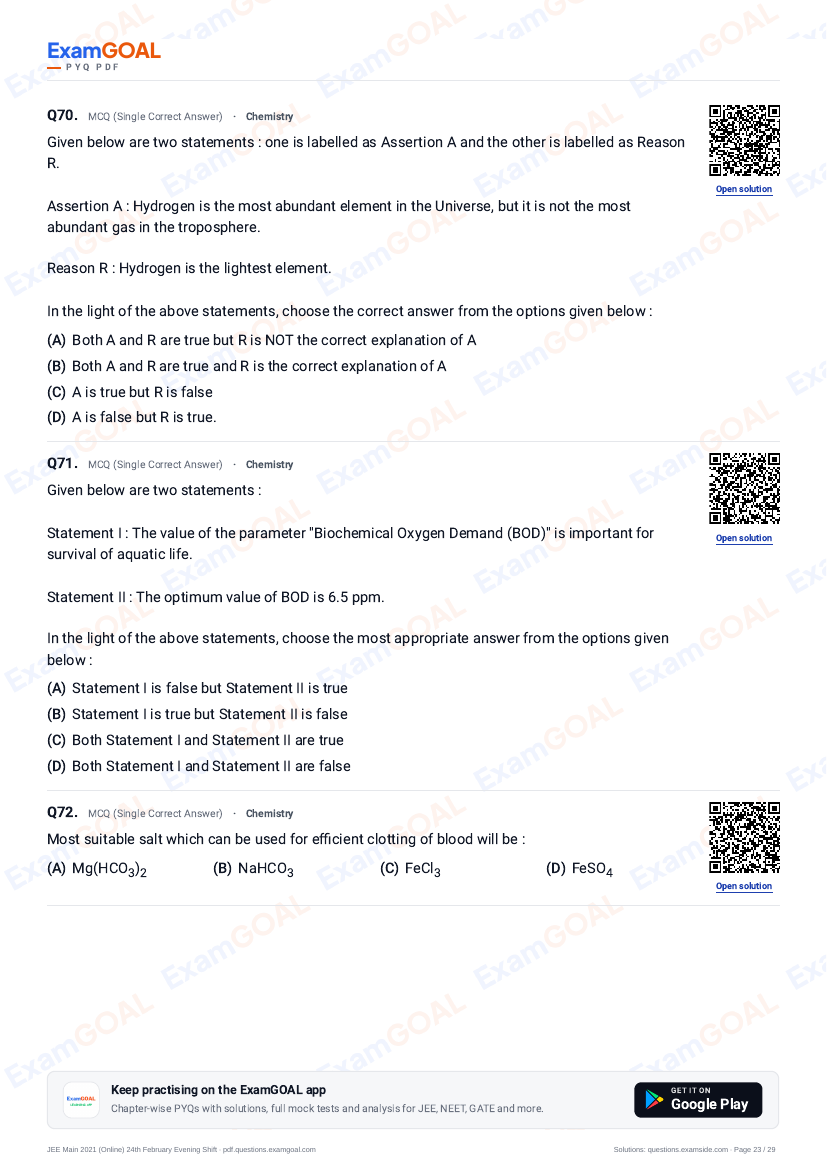 ExamGOAL
PYQ PDF
Q70. MCQ (Single Correct Answer) · Chemistry
Given below are two statements : one is labelled as Assertion A and the other is labelled as Reason
R.
Open solution
Assertion A : Hydrogen is the most abundant element in the Universe, but it is not the most
abundant gas in the troposphere.
Reason R : Hydrogen is the lightest element.
In the light of the above statements, choose the correct answer from the options given below :
(A) Both A and R are true but R is NOT the correct explanation of A
(B) Both A and R are true and R is the correct explanation of A
(C) A is true but R is false
(D) A is false but R is true.
Q71. MCQ (Single Correct Answer) · Chemistry
Given below are two statements :
Statement I : The value of the parameter "Biochemical Oxygen Demand (BOD)" is important for
survival of aquatic life.
Open solution
Statement II : The optimum value of BOD is 6.5 ppm.
In the light of the above statements, choose the most appropriate answer from the options given
below :
(A) Statement I is false but Statement II is true
(B) Statement I is true but Statement II is false
(C) Both Statement I and Statement II are true
(D) Both Statement I and Statement II are false
Q72. MCQ (Single Correct Answer) · Chemistry
Most suitable salt which can be used for efficient clotting of blood will be :
(A) Mg(HCO₃)₂ (B) NaHCO₃ (C) FeCl₃ (D) FeSO₄
Open solution
ExamGOAL
Keep practising on the ExamGOAL app
Chapter-wise PYQs with solutions, full mock tests and analysis for JEE, NEET, GATE and more.
GET IT ON
Google Play
JEE Main 2021 (Online) 24th February Evening Shift · pdf.questions.examgoal.com
Solutions: questions.examside.com · Page 23 / 29